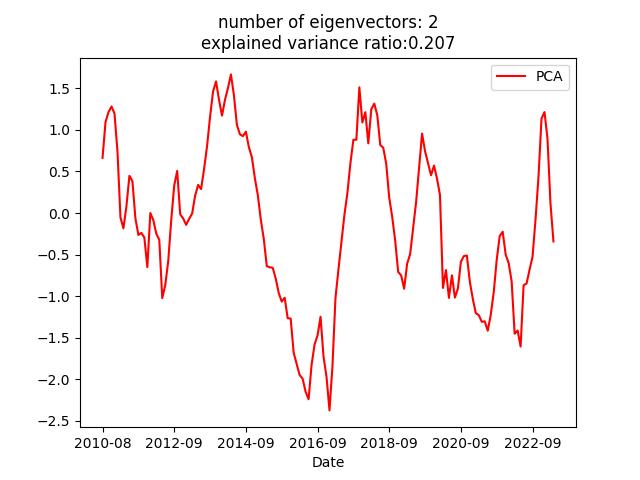 number of eigenvectors: 2
explained variance ratio:0.207
PCA
1.5
1.0
0.5
0.0
−0.5
−1.0
−1.5
−2.0
−2.5
2010-08 2012-09 2014-09 2016-09 2018-09 2020-09 2022-09
Date